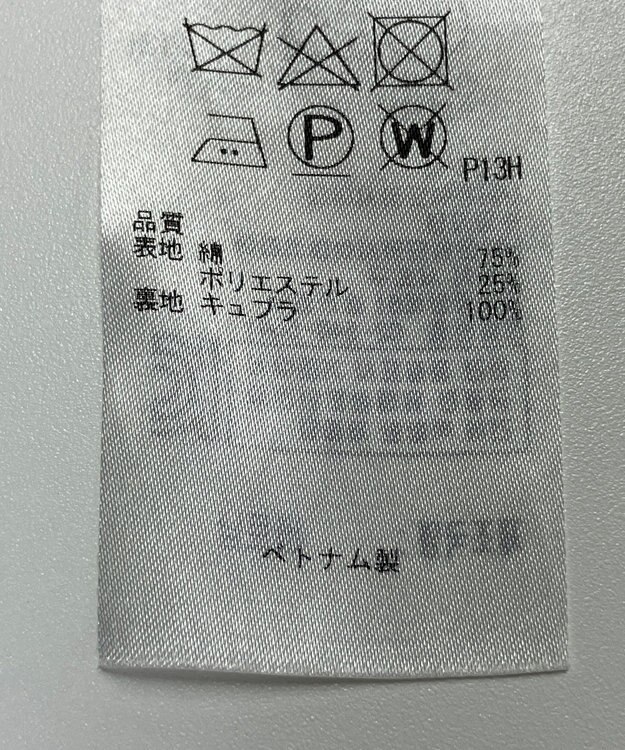 P W P13H
品質
表地 綿 75%
ポリエステル 25%
裏地 キュプラ 100%
ベトナム製